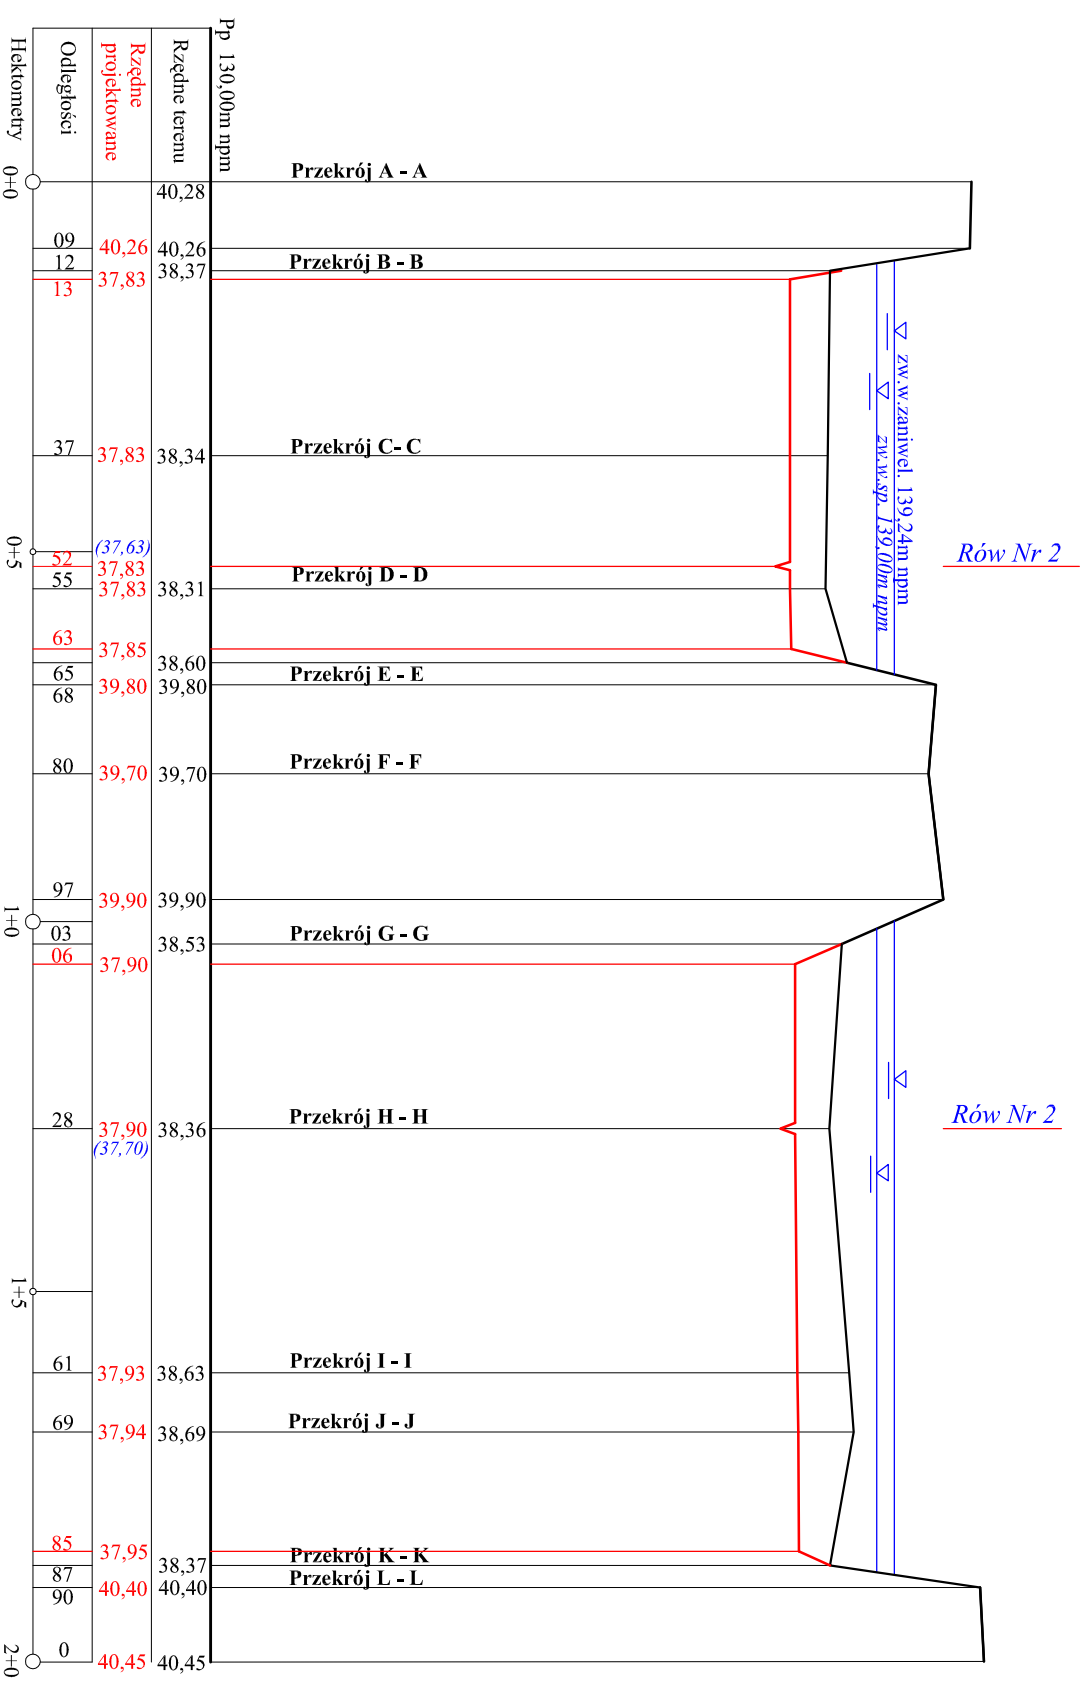 Pp 130,00m npm
Rzędne terenu
Rzędne
projektowane
Odległości
Hektometry
Przekrój A - A
40,28
0+0
09
40,26
40,26
Przekrój B - B
12
38,37
13
37,83
zw.w.zaniwel. 139,24m npm
zw.w.sp. 139,00m npm
Przekrój C- C
37
37,83
38,34
Rów Nr 2
0+5
(37,63)
52
37,83
Przekrój D - D
55
37,83
38,31
63
37,85
65
38,60
Przekrój E - E
68
39,80
39,80
Przekrój F - F
80
39,70
39,70
97
39,90
39,90
1+0
Przekrój G - G
03
38,53
06
37,90
Rów Nr 2
Przekrój H - H
28
37,90
38,36
(37,70)
1+5
Przekrój I - I
61
37,93
38,63
Przekrój J - J
69
37,94
38,69
85
37,95
Przekrój K - K
87
38,37
Przekrój L - L
90
40,40
40,40
0
40,45
40,45
2+0